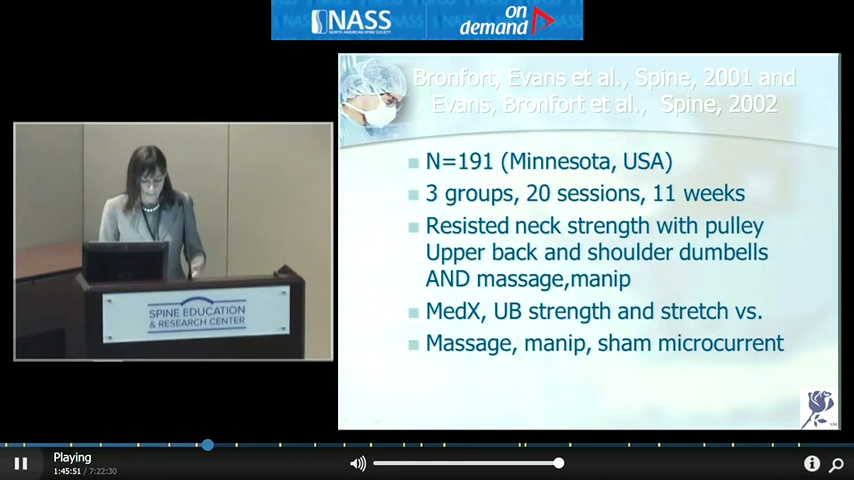 NASS
NORTH AMERICAN SPINE SOCIETY
on
demand
Bronfort, Evans et al., Spine, 2001 and
Evans, Bronfort et al., Spine, 2002
N=191 (Minnesota, USA)
3 groups, 20 sessions, 11 weeks
Resisted neck strength with pulley
Upper back and shoulder dumbells
AND massage,manip
MedX, UB strength and stretch vs.
Massage, manip, sham microcurrent
SPINE EDUCATION
& RESEARCH CENTER
Playing
1:45:51 / 7:22:30